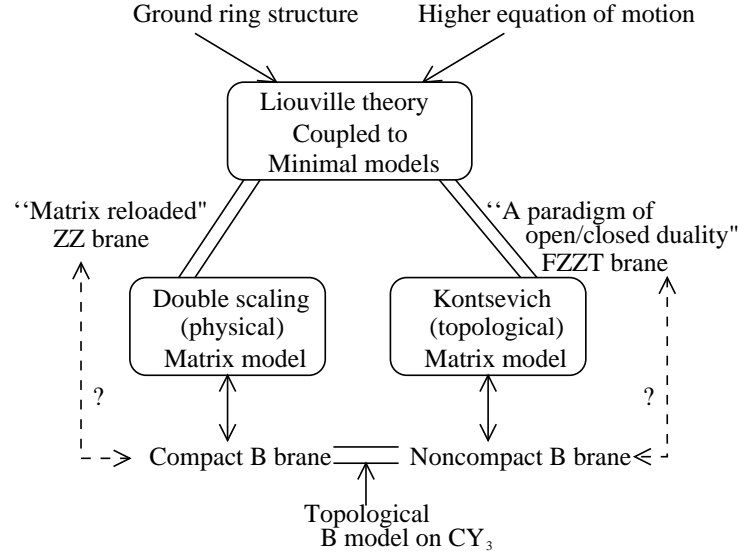 Ground ring structure
Higher equation of motion
Liouville theory
Coupled to
Minimal models
‘‘Matrix reloaded"
ZZ brane
‘‘A paradigm of
open/closed duality"
FZZT brane
Double scaling
(physical)
Matrix model
Kontsevich
(topological)
Matrix model
?
?
Compact B brane
Noncompact B brane
Topological
B model on CY₃